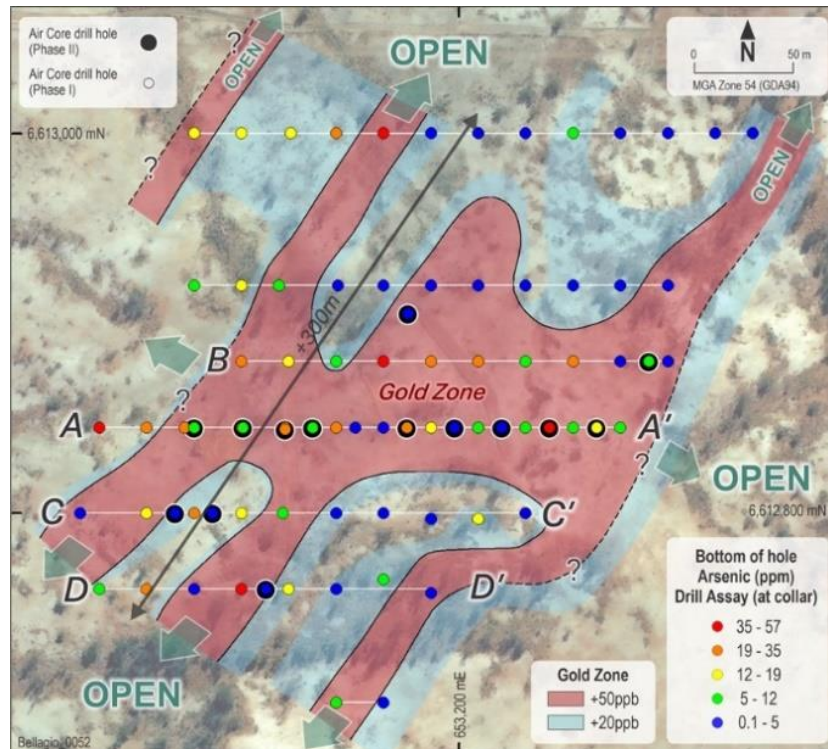 Air Core drill hole
(Phase II)
Air Core drill hole
(Phase I)
?
OPEN
OPEN
N
0 50 m
MGA Zone 54 (GDA94)
6,613,000 mN
?
OPEN
+300m
B
Gold Zone
?
A
A'
?
OPEN
C
C'
6,612,800 mN
D
D'
?
OPEN
Bottom of hole
Arsenic (ppm)
Drill Assay (at collar)
35 - 57
19 - 35
12 - 19
5 - 12
0.1 - 5
Gold Zone
+50ppb
+20ppb
653,200 mE
Bellagio_0052